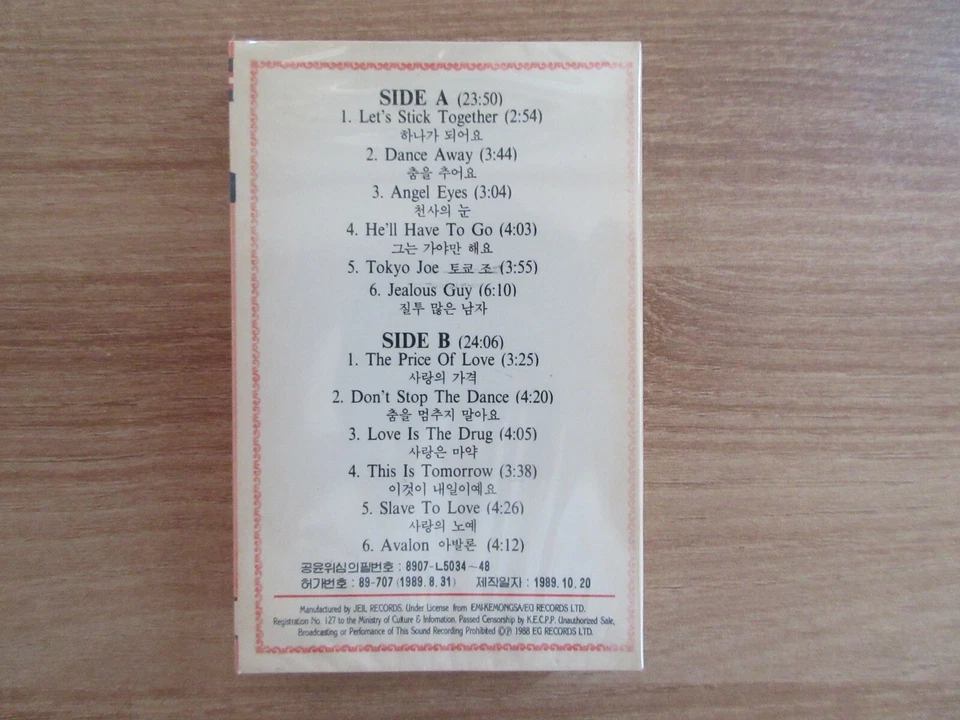 SIDE A (23:50)
1. Let's Stick Together (2:54)
하나가 되어요
2. Dance Away (3:44)
춤을 추어요
3. Angel Eyes (3:04)
천사의 눈
4. He'll Have To Go (4:03)
그는 가야만 해요
5. Tokyo Joe 토쿄 조 (3:55)
6. Jealous Guy (6:10)
질투 많은 남자
SIDE B (24:06)
1. The Price Of Love (3:25)
사랑의 가격
2. Don't Stop The Dance (4:20)
춤을 멈추지 말아요
3. Love Is The Drug (4:05)
사랑은 마약
4. This Is Tomorrow (3:38)
이것이 내일이예요
5. Slave To Love (4:26)
사랑의 노예
6. Avalon 아발론 (4:12)
공윤위심의필번호 : 8907-ㄴ5034~48
허가번호 : 89-707 (1989.8.31) 제작일자 : 1989.10.20
Manufactured by JEIL RECORDS. Under License from EMI-KEMONGSA/EG RECORDS LTD.
Registration No. 127 to the Ministry of Culture & Infomation. Passed Censorship by K.E.C.P.P. Unauthorized Sale,
Broadcasting or Perfomance of This Sound Recording Prohibited ©Ⓟ 1988 EG RECORDS LTD.